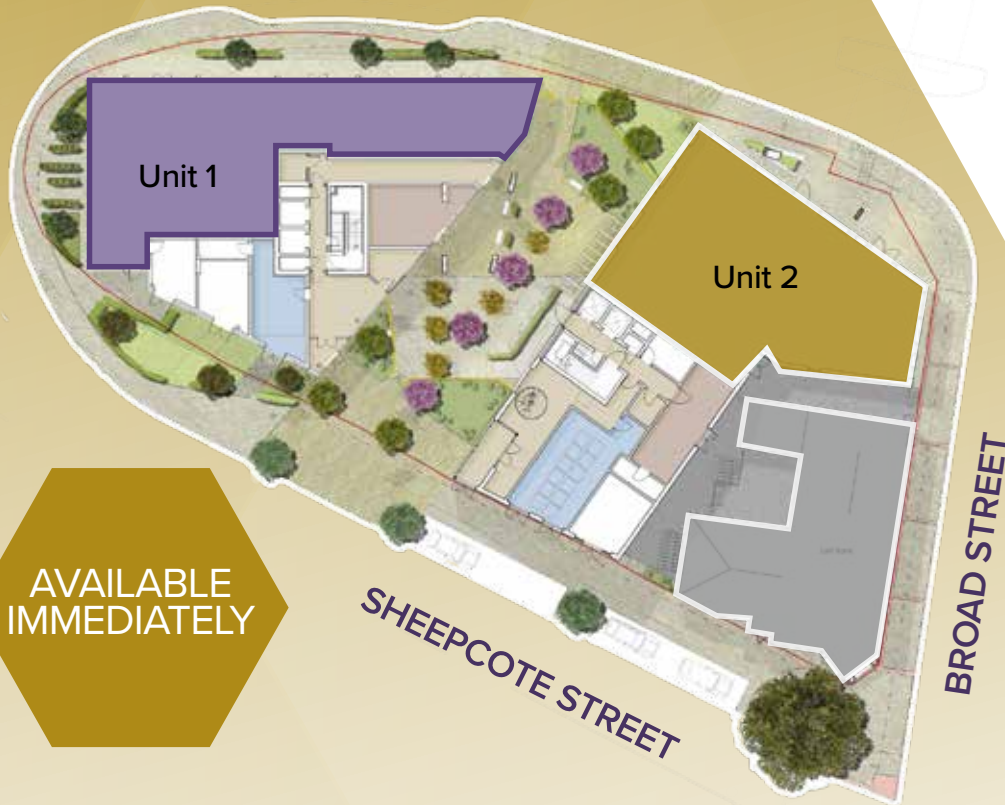 Unit 1
Unit 2
AVAILABLE
IMMEDIATELY
SHEEPCOTE STREET
BROAD STREET